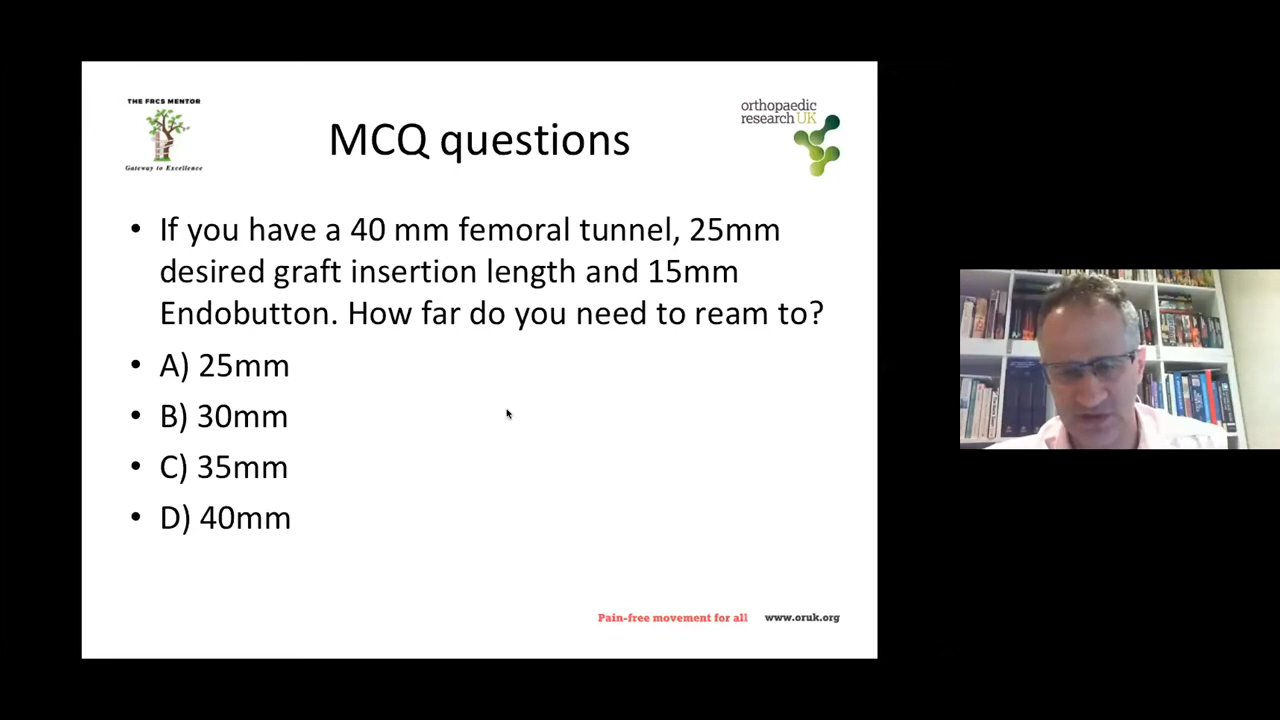 THE FRCS MENTOR
Gateway to Excellence
orthopaedic
research UK
MCQ questions
• If you have a 40 mm femoral tunnel, 25mm
desired graft insertion length and 15mm
Endobutton. How far do you need to ream to?
• A) 25mm
• B) 30mm
• C) 35mm
• D) 40mm
Pain-free movement for all www.oruk.org